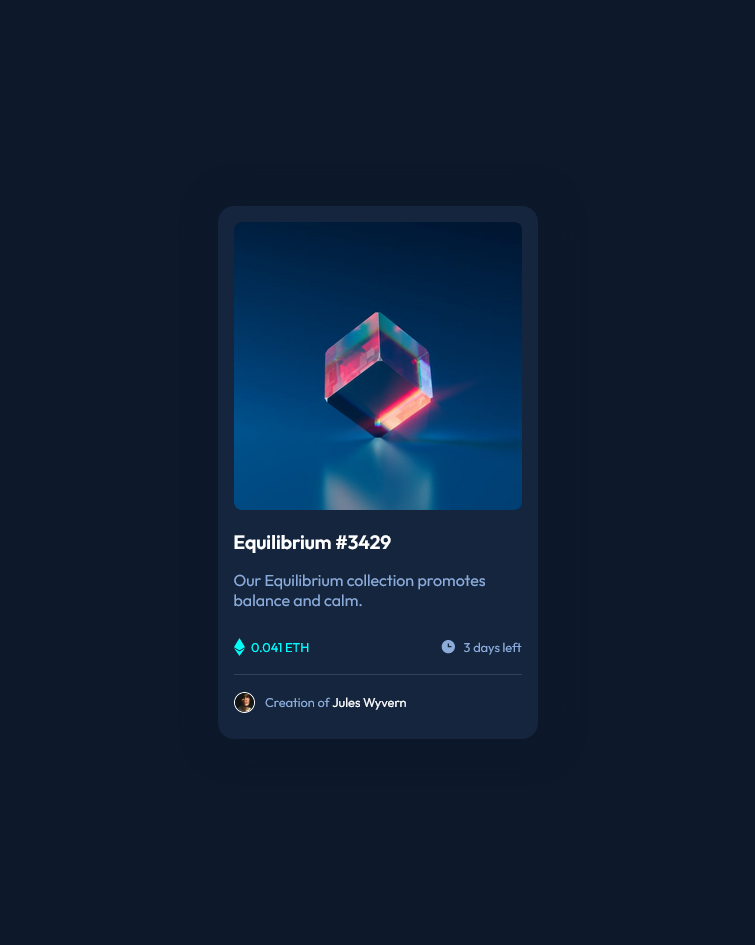 Equilibrium #3429
Our Equilibrium collection promotes
balance and calm.
0.041 ETH
3 days left
Creation of Jules Wyvern